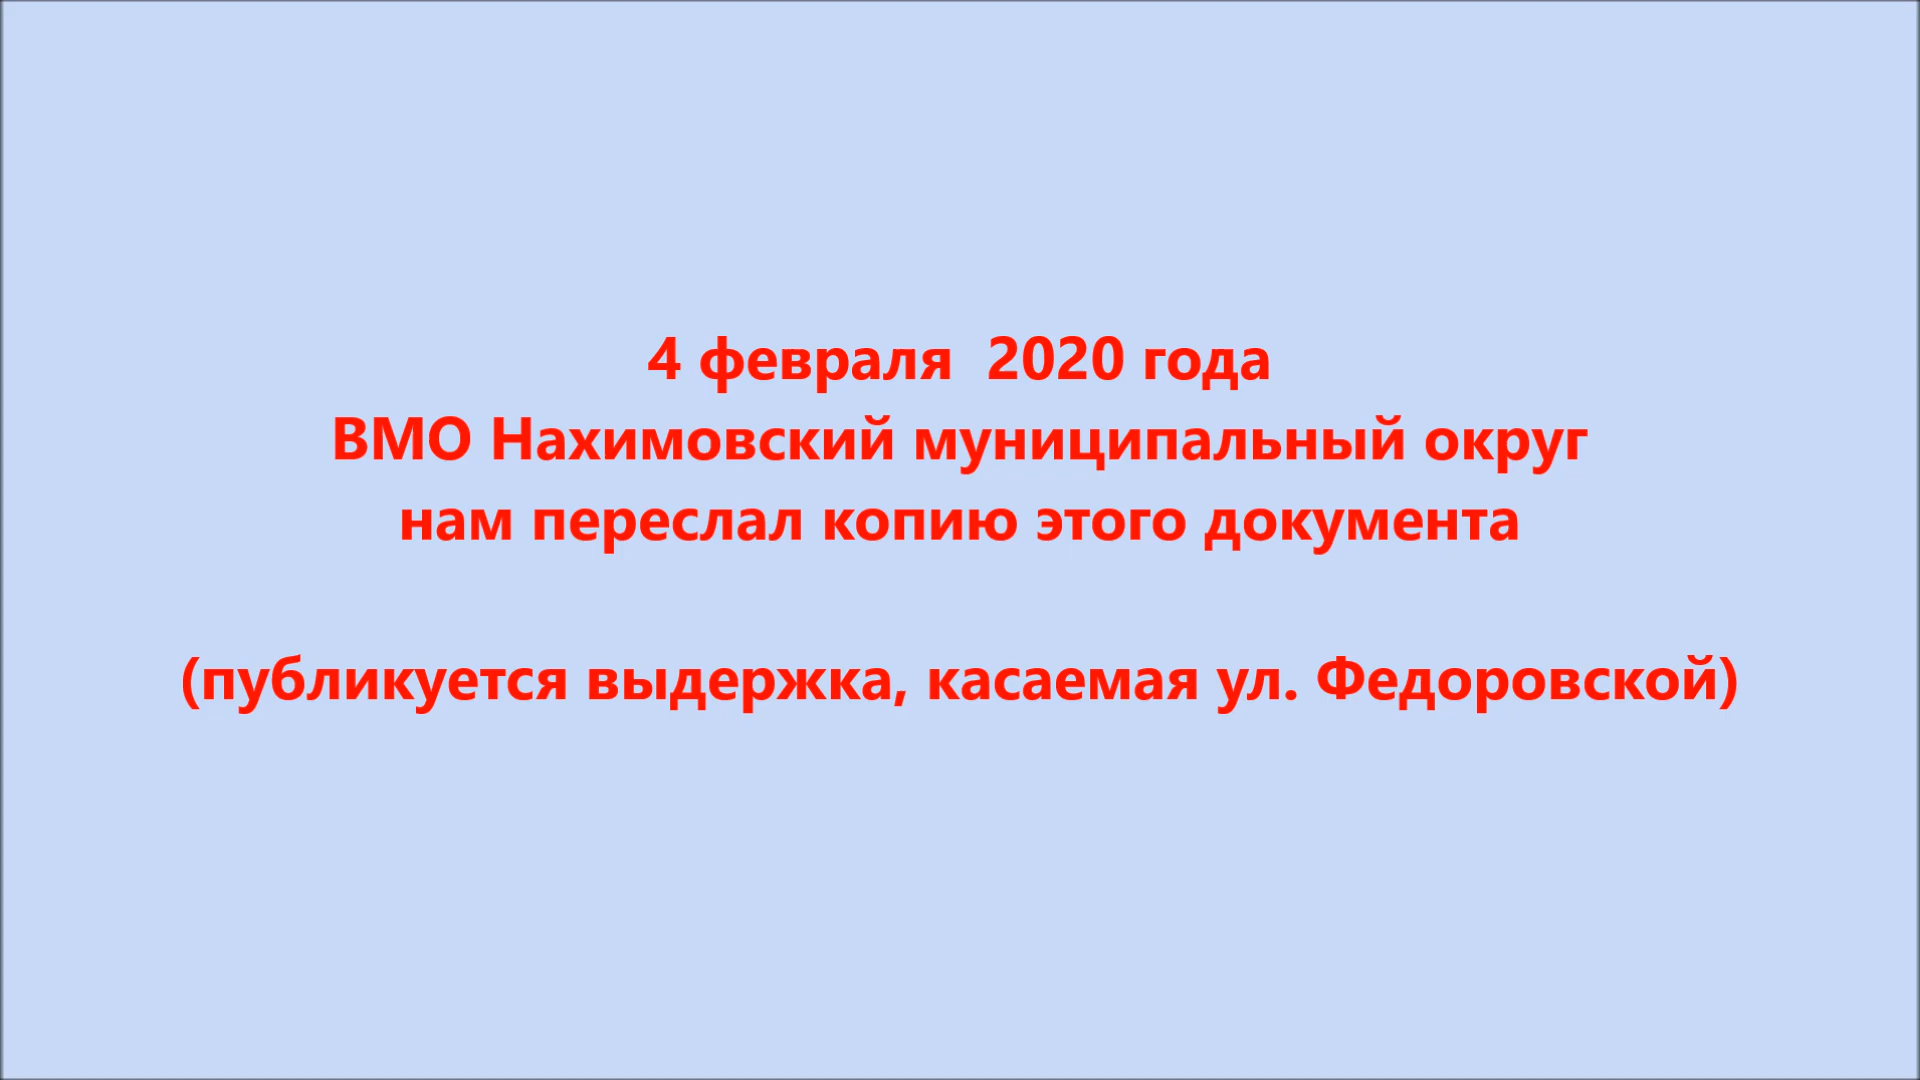 4 февраля  2020 года
ВМО Нахимовский муниципальный округ
нам переслал копию этого документа
(публикуется выдержка, касаемая ул. Федоровской)